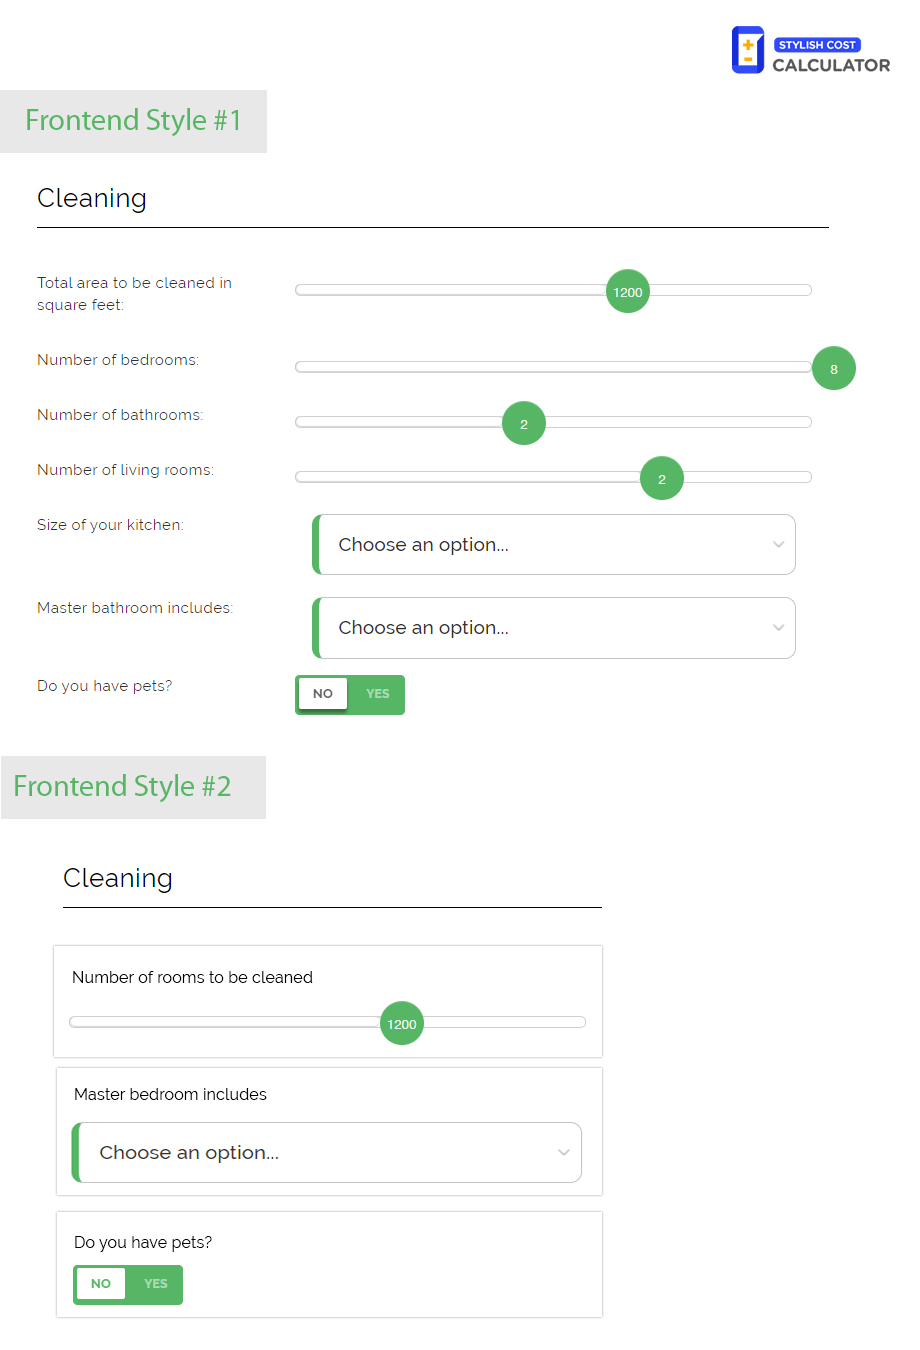 STYLISH COST
CALCULATOR
Frontend Style #1
Cleaning
Total area to be cleaned in
square feet:
1200
Number of bedrooms:
8
Number of bathrooms:
2
Number of living rooms:
2
Size of your kitchen:
Choose an option...
Master bathroom includes:
Choose an option...
Do you have pets?
NO YES
Frontend Style #2
Cleaning
Number of rooms to be cleaned
1200
Master bedroom includes
Choose an option...
Do you have pets?
NO YES